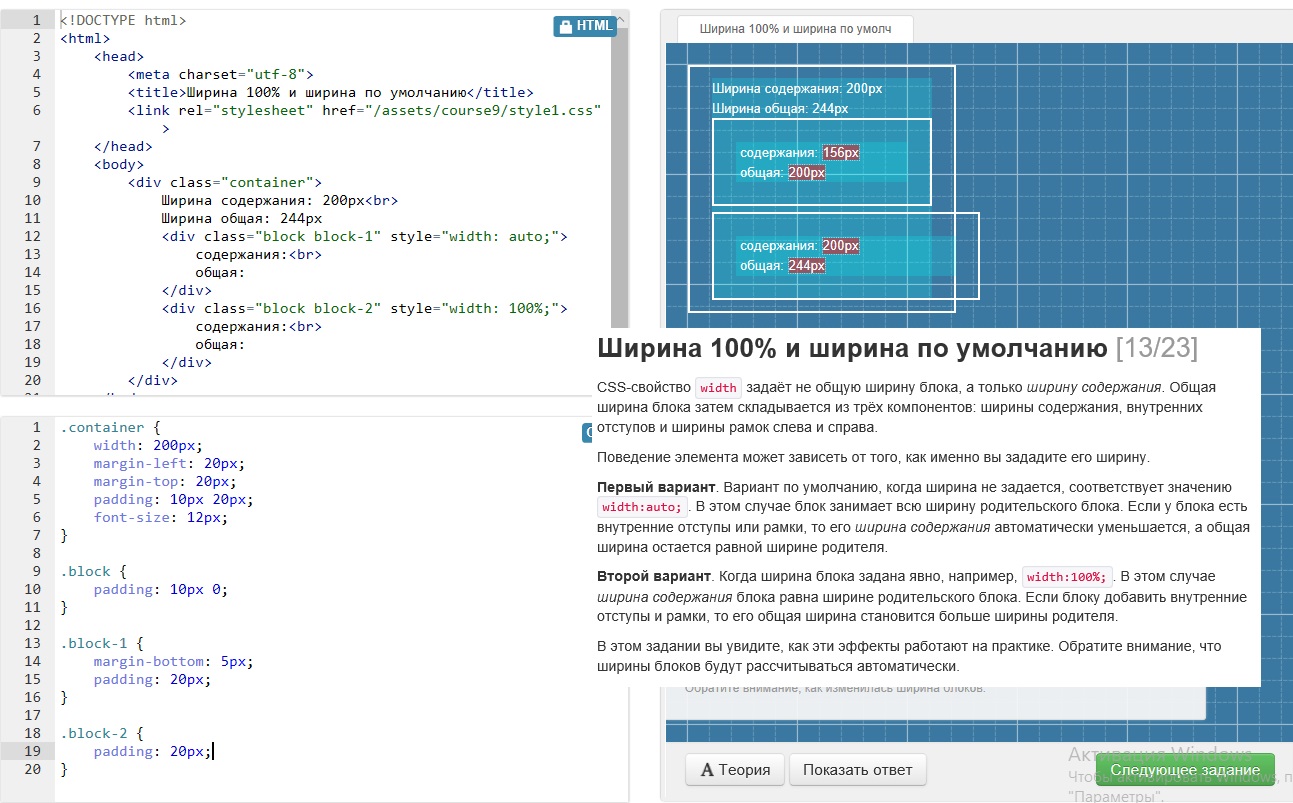 1 <!DOCTYPE html>
HTML
2 <html>
3 <head>
4 <meta charset="utf-8">
5 <title>Ширина 100% и ширина по умолчанию</title>
6 <link rel="stylesheet" href="/assets/course9/style1.css"
>
7 </head>
8 <body>
9 <div class="container">
10 Ширина содержания: 200px<br>
11 Ширина общая: 244px
12 <div class="block block-1" style="width: auto;">
13 содержания:<br>
14 общая:
15 </div>
16 <div class="block block-2" style="width: 100%;">
17 содержания:<br>
18 общая:
19 </div>
20 </div>
1 .container {
2 width: 200px;
3 margin-left: 20px;
4 margin-top: 20px;
5 padding: 10px 20px;
6 font-size: 12px;
7 }
8
9 .block {
10 padding: 10px 0;
11 }
12
13 .block-1 {
14 margin-bottom: 5px;
15 padding: 20px;
16 }
17
18 .block-2 {
19 padding: 20px;
20 }
Ширина 100% и ширина по умолч
Ширина содержания: 200px
Ширина общая: 244px
содержания: 156px
общая: 200px
содержания: 200px
общая: 244px
Ширина 100% и ширина по умолчанию [13/23]
CSS-свойство width задаёт не общую ширину блока, а только ширину содержания. Общая
ширина блока затем складывается из трёх компонентов: ширины содержания, внутренних
отступов и ширины рамок слева и справа.
Поведение элемента может зависеть от того, как именно вы зададите его ширину.
Первый вариант. Вариант по умолчанию, когда ширина не задается, соответствует значению
width:auto;. В этом случае блок занимает всю ширину родительского блока. Если у блока есть
внутренние отступы или рамки, то его ширина содержания автоматически уменьшается, а общая
ширина остается равной ширине родителя.
Второй вариант. Когда ширина блока задана явно, например, width:100%;. В этом случае
ширина содержания блока равна ширине родительского блока. Если блоку добавить внутренние
отступы и рамки, то его общая ширина становится больше ширины родителя.
В этом задании вы увидите, как эти эффекты работают на практике. Обратите внимание, что
ширины блоков будут рассчитываться автоматически.
Обратите внимание, как изменилась ширина блоков.
А Теория
Показать ответ
Следующее задание
Активация Windows
Чтобы активировать Windows, п
"Параметры".